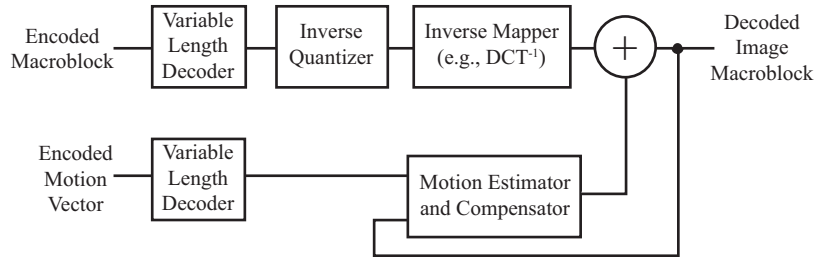 Encoded
Macroblock
Variable
Length
Decoder
Inverse
Quantizer
Inverse Mapper
(e.g., DCT⁻¹)
+
Decoded
Image
Macroblock
Encoded
Motion
Vector
Variable
Length
Decoder
Motion Estimator
and Compensator